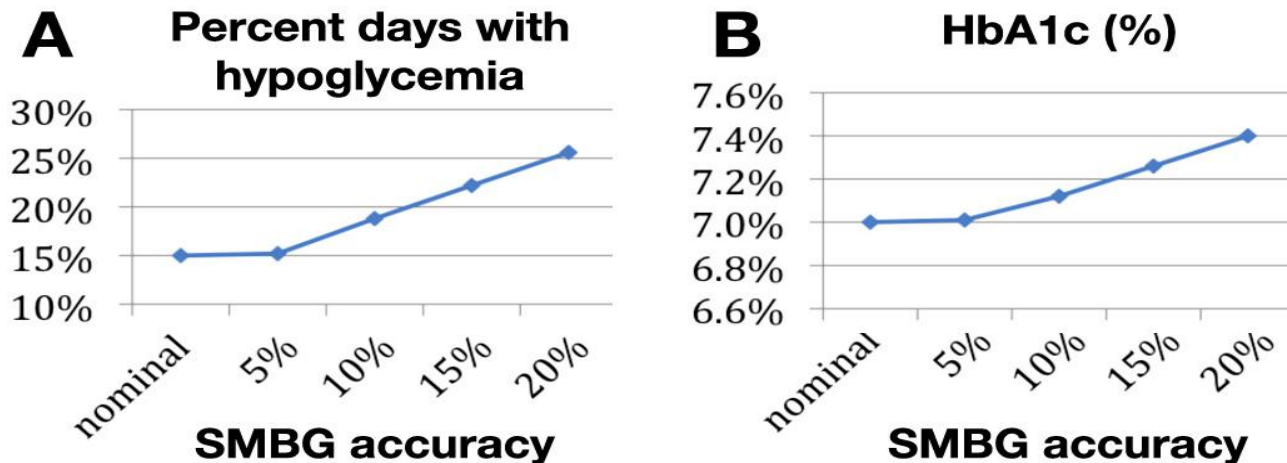 A
Percent days with
hypoglycemia
30%
25%
20%
15%
10%
nominal
5%
10%
15%
20%
SMBG accuracy
B
HbA1c (%)
7.6%
7.4%
7.2%
7.0%
6.8%
6.6%
nominal
5%
10%
15%
20%
SMBG accuracy